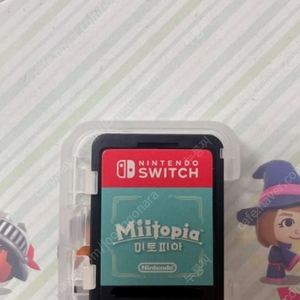 NINTENDO
SWITCH
Miitopia
미토피아
Nintendo